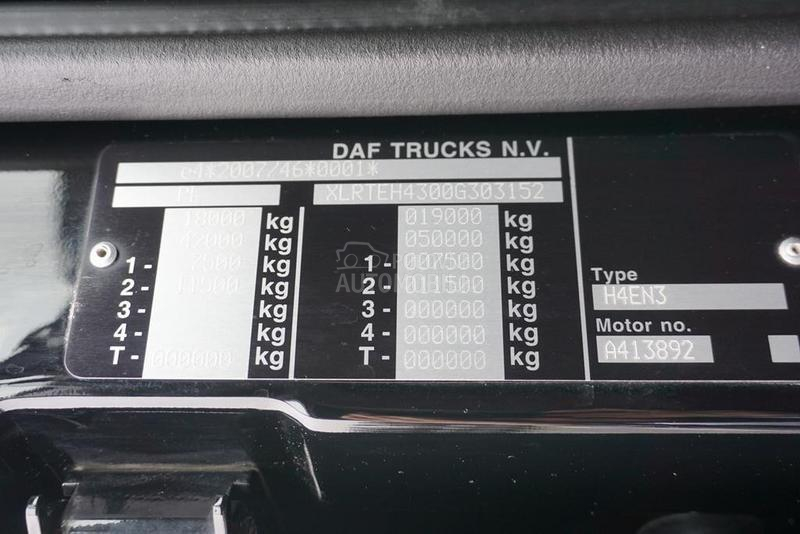 DAF TRUCKS N.V.
e4*2007/46*0001*
PE XLRTEH4300G303152
18000 kg 019000 kg
42000 kg 050000 kg
1- 7500 kg 1- 007500 kg
2- 11500 kg 2- 011500 kg
3- kg 3- 000000 kg
4- kg 4- 000000 kg
T- 000000 kg T- 000000 kg
Type
H4EN3
Motor no.
A413892